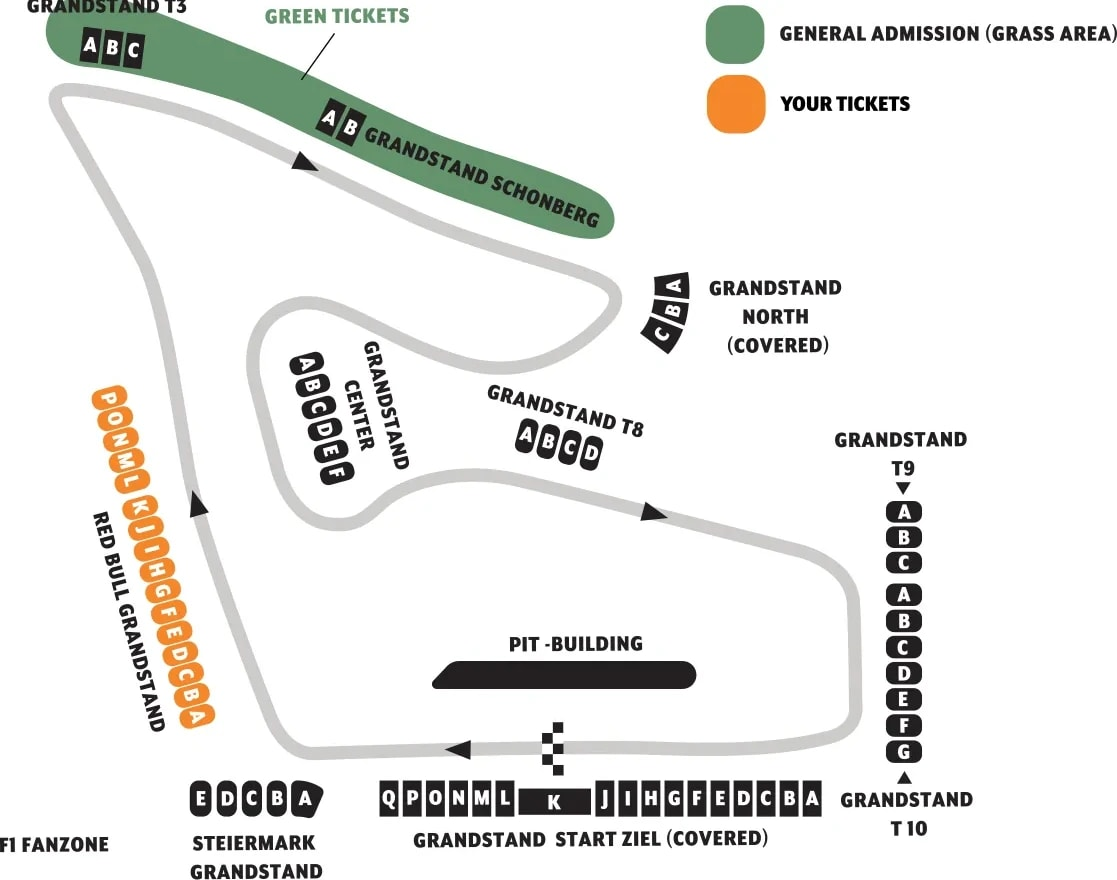 GRANDSTAND T3
A B C
GREEN TICKETS
GENERAL ADMISSION (GRASS AREA)
YOUR TICKETS
A B GRANDSTAND SCHONBERG
A
B
C
GRANDSTAND
NORTH
(COVERED)
GRANDSTAND
CENTER
A
B
C
D
E
F
GRANDSTAND T8
A B C D
GRANDSTAND
T9
A
B
C
A
B
C
D
E
F
G
GRANDSTAND
T 10
P
O
N
M
L
K
J
I
H
G
F
E
D
C
B
A
RED BULL GRANDSTAND
PIT -BUILDING
E D C B A
STEIERMARK
GRANDSTAND
Q P O N M L K J I H G F E D C B A
GRANDSTAND START ZIEL (COVERED)
F1 FANZONE